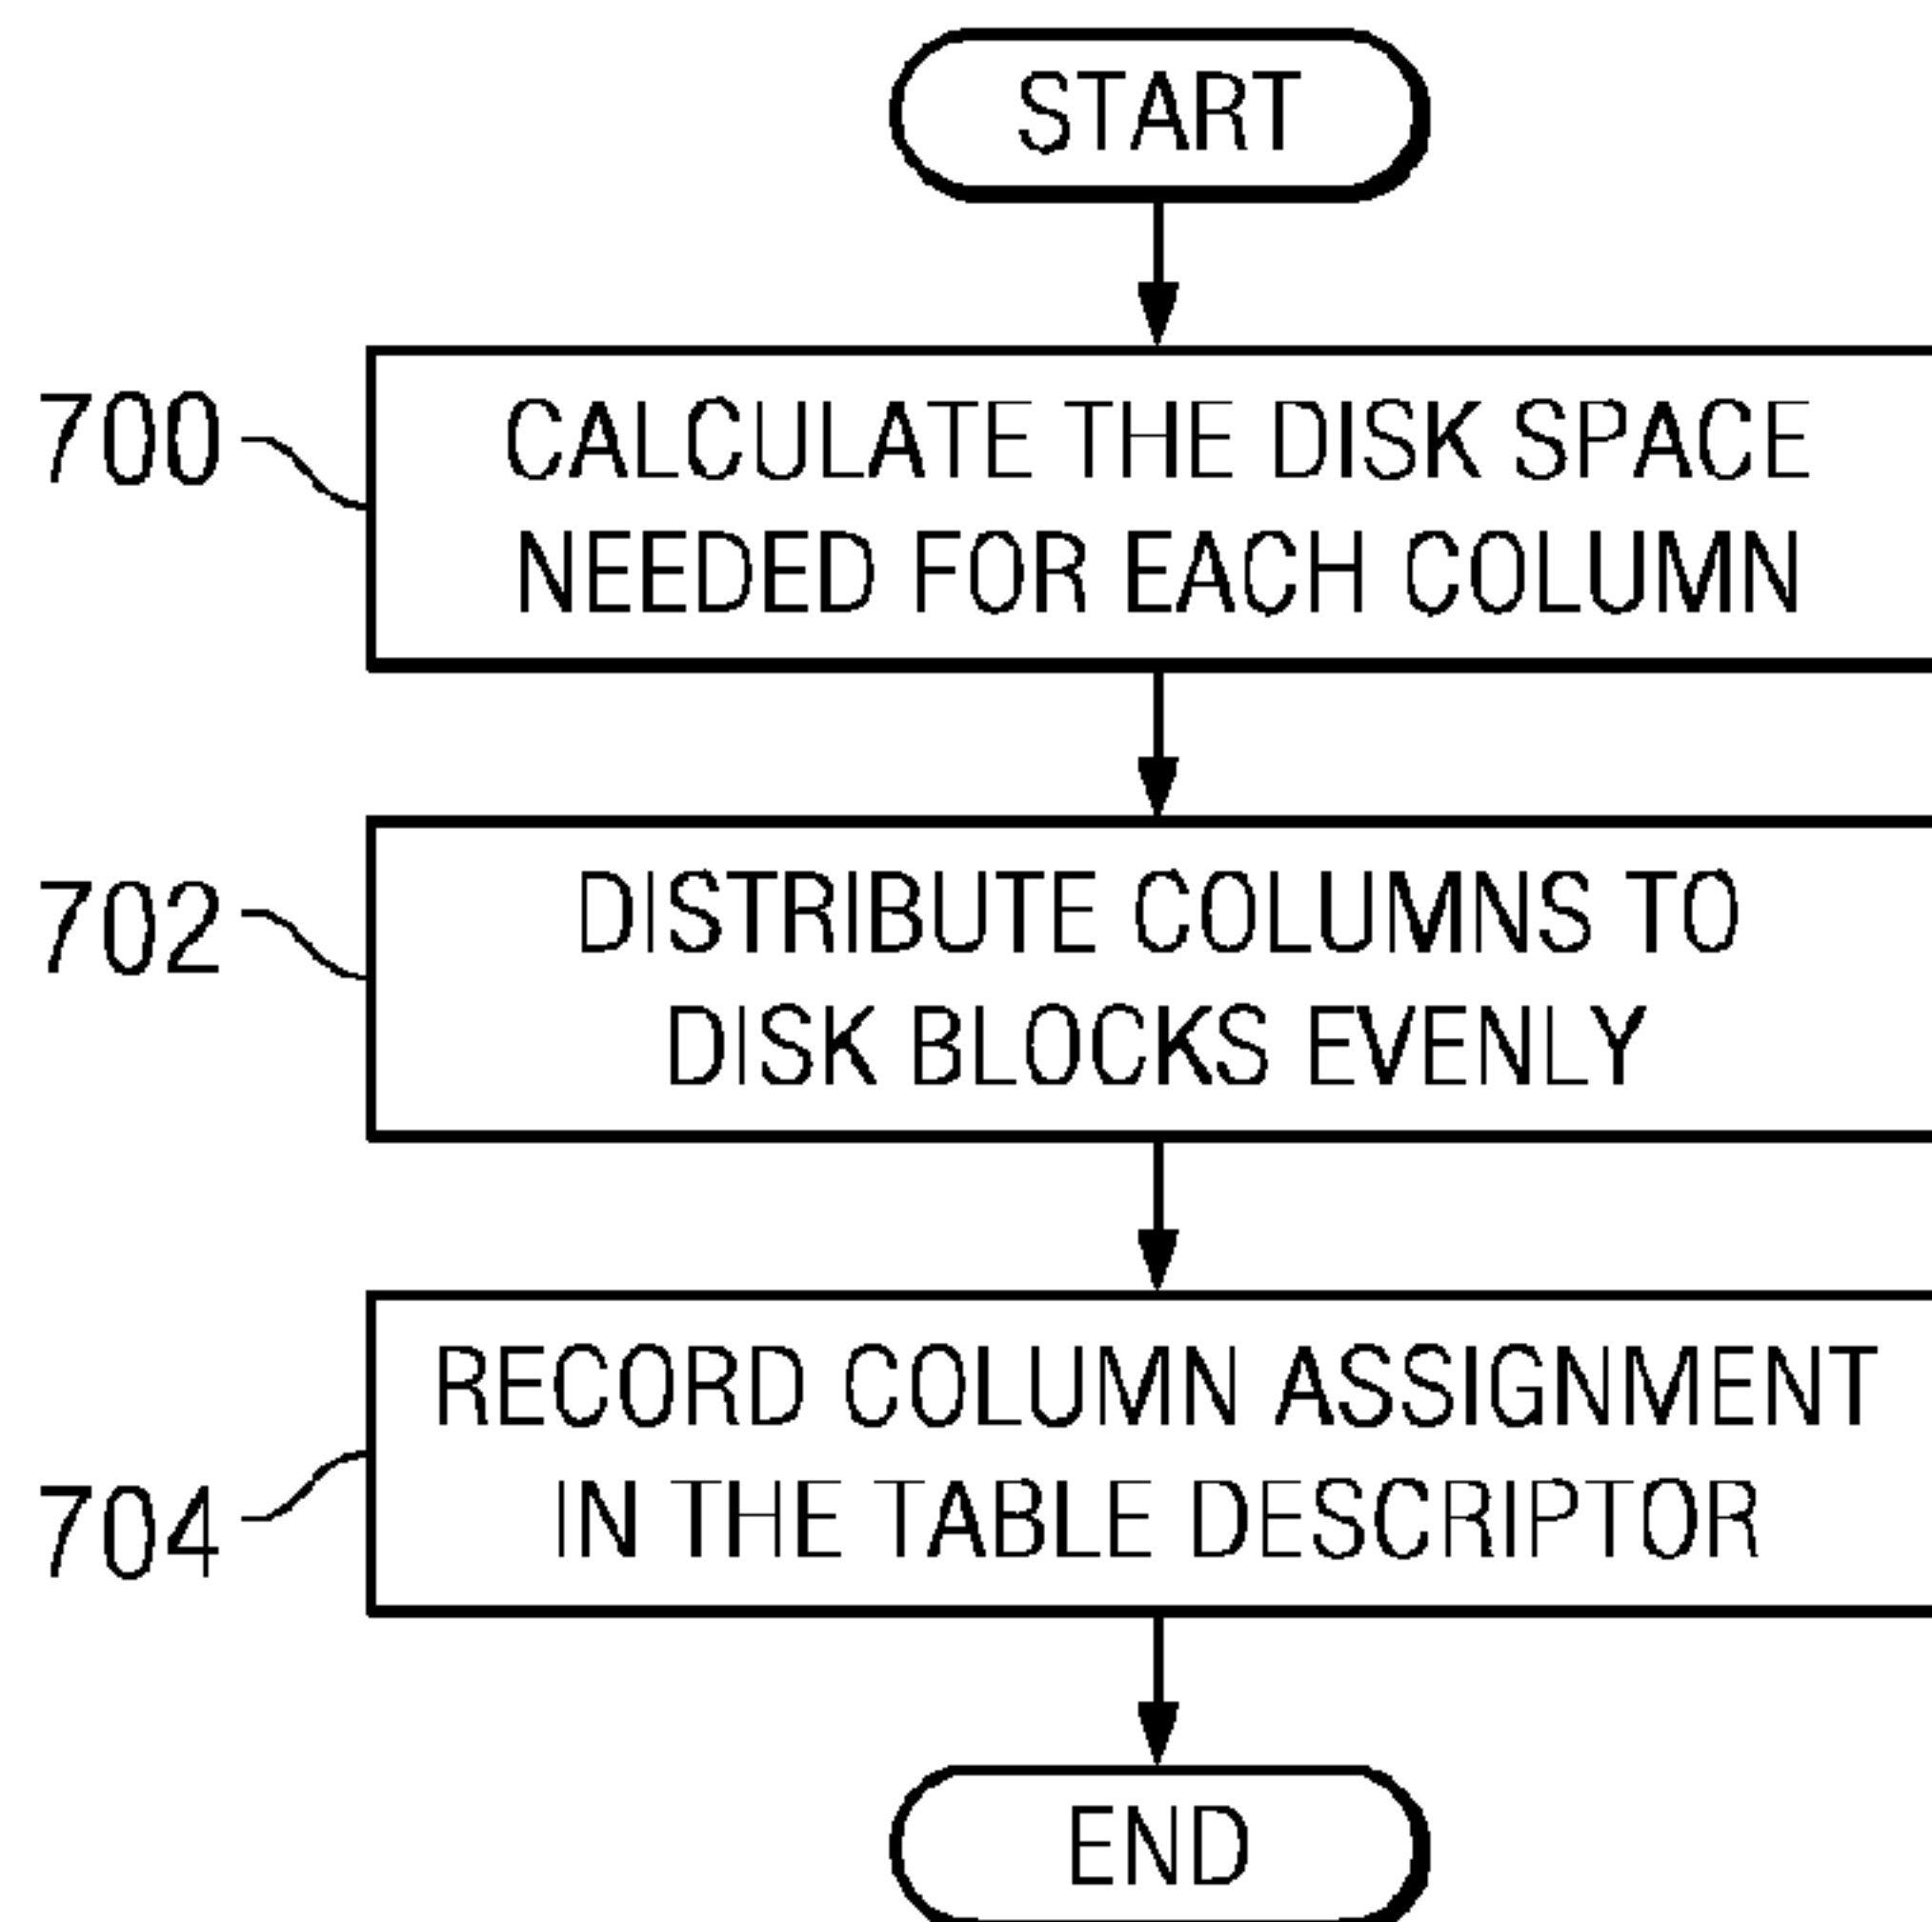 START
700
CALCULATE THE DISK SPACE
NEEDED FOR EACH COLUMN
702
DISTRIBUTE COLUMNS TO
DISK BLOCKS EVENLY
RECORD COLUMN ASSIGNMENT
IN THE TABLE DESCRIPTOR
704
END